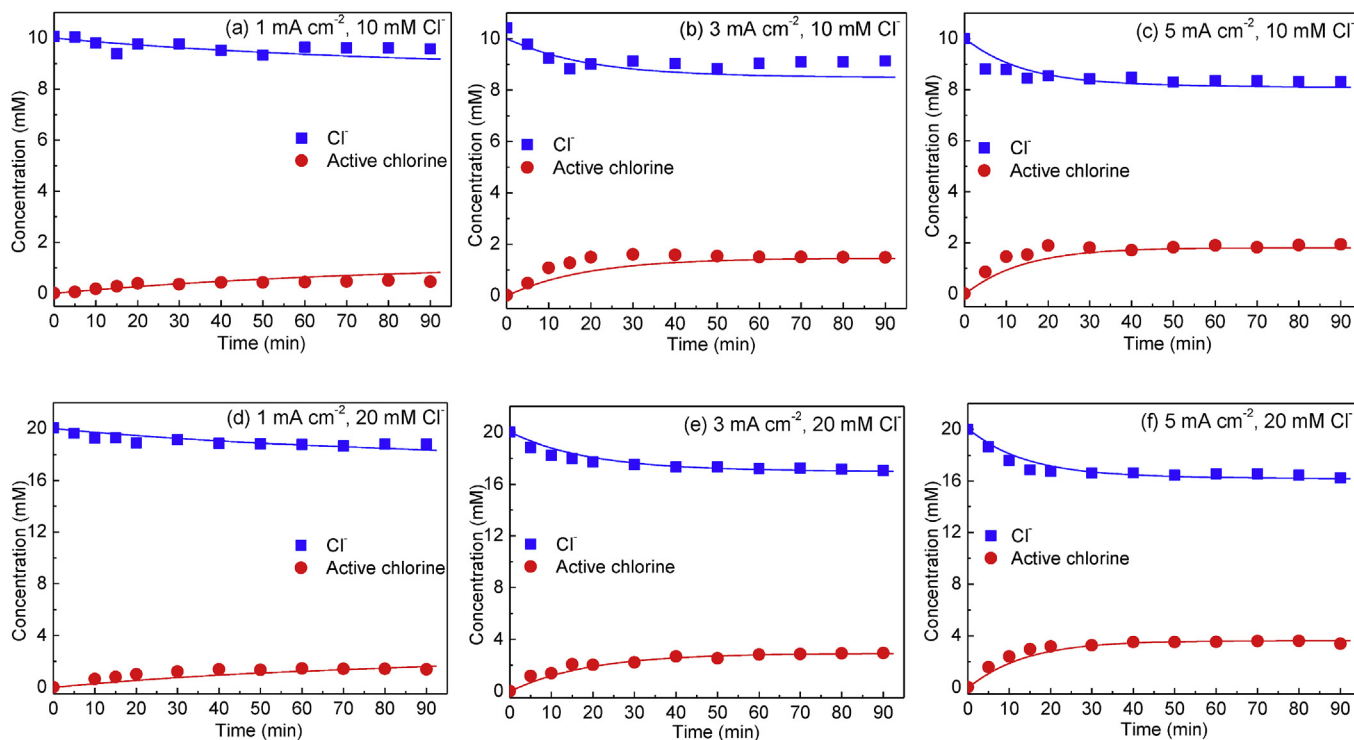 (a) 1 mA cm⁻², 10 mM Cl⁻
10
8
6
4
2
0
Concentration (mM)
Cl⁻
Active chlorine
0 10 20 30 40 50 60 70 80 90
Time (min)
(b) 3 mA cm⁻², 10 mM Cl⁻
10
8
6
4
2
0
Concentration (mM)
Cl⁻
Active chlorine
0 10 20 30 40 50 60 70 80 90
Time (min)
(c) 5 mA cm⁻², 10 mM Cl⁻
10
8
6
4
2
0
Concentration (mM)
Cl⁻
Active chlorine
0 10 20 30 40 50 60 70 80 90
Time (min)
(d) 1 mA cm⁻², 20 mM Cl⁻
20
16
12
8
4
0
Concentration (mM)
Cl⁻
Active chlorine
0 10 20 30 40 50 60 70 80 90
Time (min)
(e) 3 mA cm⁻², 20 mM Cl⁻
20
16
12
8
4
0
Concentration (mM)
Cl⁻
Active chlorine
0 10 20 30 40 50 60 70 80 90
Time (min)
(f) 5 mA cm⁻², 20 mM Cl⁻
20
16
12
8
4
0
Concentration (mM)
Cl⁻
Active chlorine
0 10 20 30 40 50 60 70 80 90
Time (min)